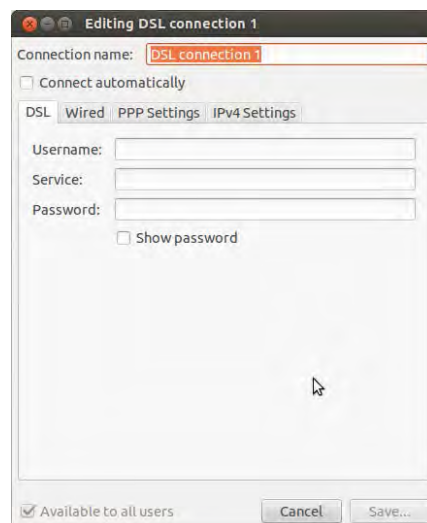 Editing DSL connection 1
Connection name: DSL connection 1
Connect automatically
DSL Wired PPP Settings IPv4 Settings
Username:
Service:
Password:
Show password
Available to all users Cancel Save...